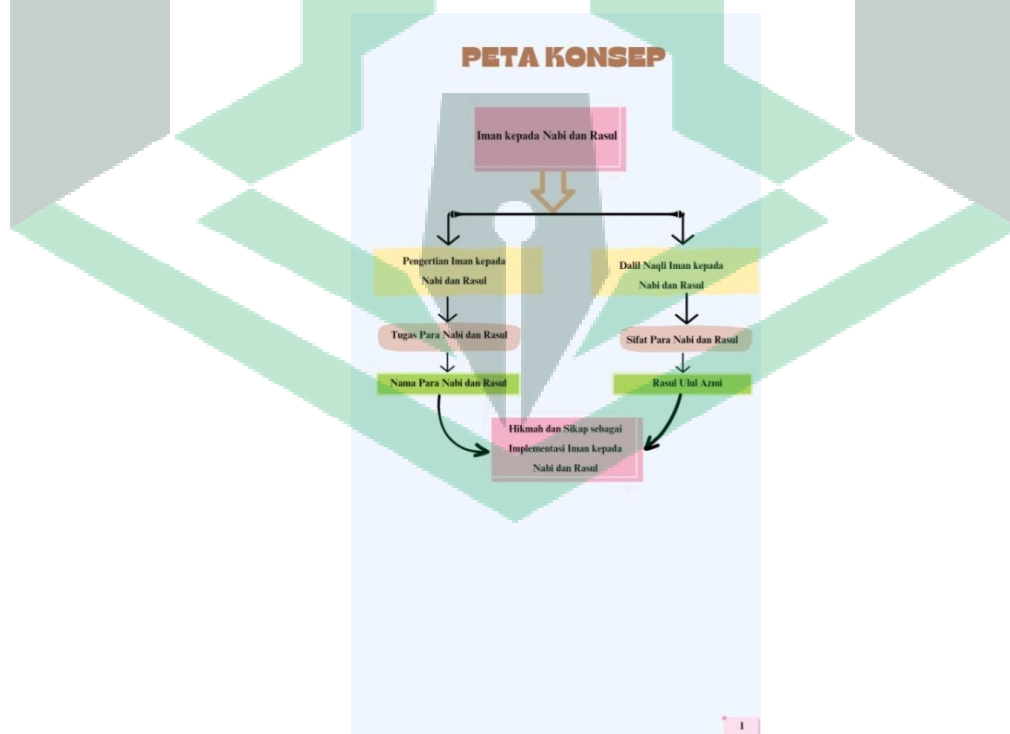 PETA KONSEP
Iman kepada Nabi dan Rasul
Pengertian Iman kepada
Nabi dan Rasul
Dalil Naqli Iman kepada
Nabi dan Rasul
Tugas Para Nabi dan Rasul
Sifat Para Nabi dan Rasul
Nama Para Nabi dan Rasul
Rasul Ulul Azmi
Hikmah dan Sikap sebagai
Implementasi Iman kepada
Nabi dan Rasul
1